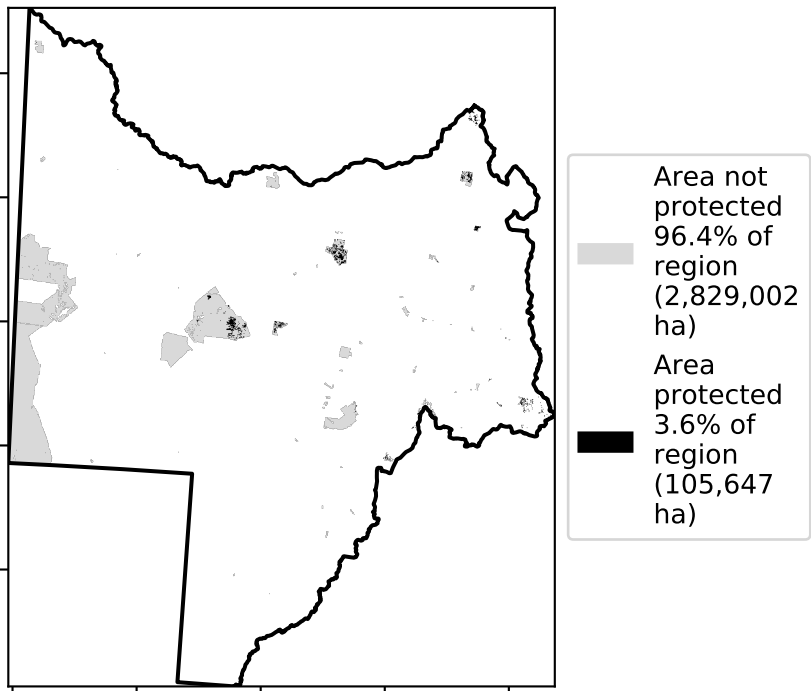 Area not
protected
96.4% of
region
(2,829,002
ha)
Area
protected
3.6% of
region
(105,647
ha)